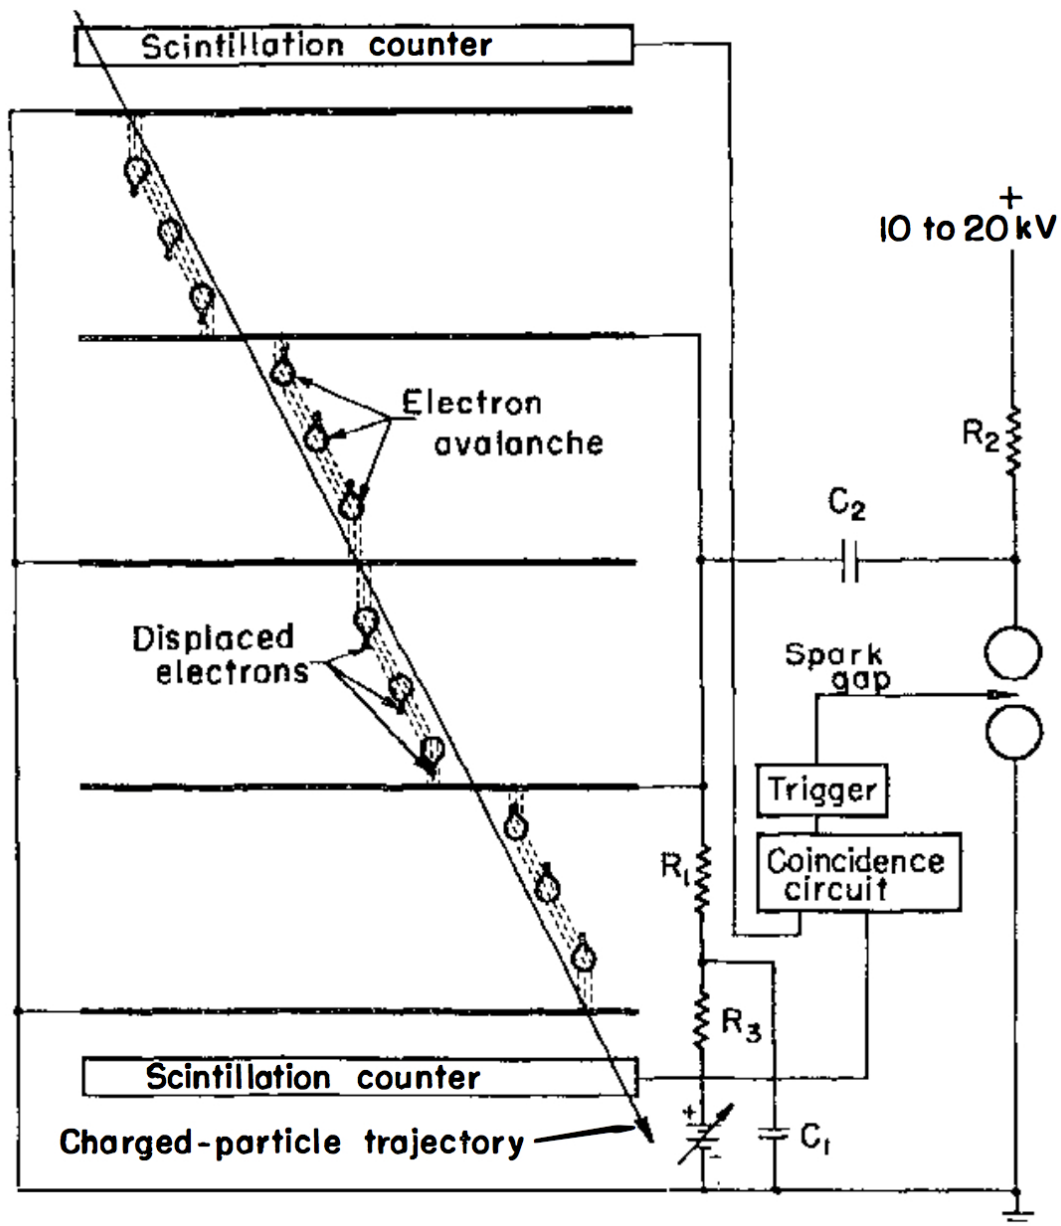 Scintillation counter
+
10 to 20 kV
R2
Electron
avalanche
C2
Displaced
electrons
Spark
gap
Trigger
R1
Coincidence
circuit
R3
Scintillation counter
+
-
C1
Charged-particle trajectory